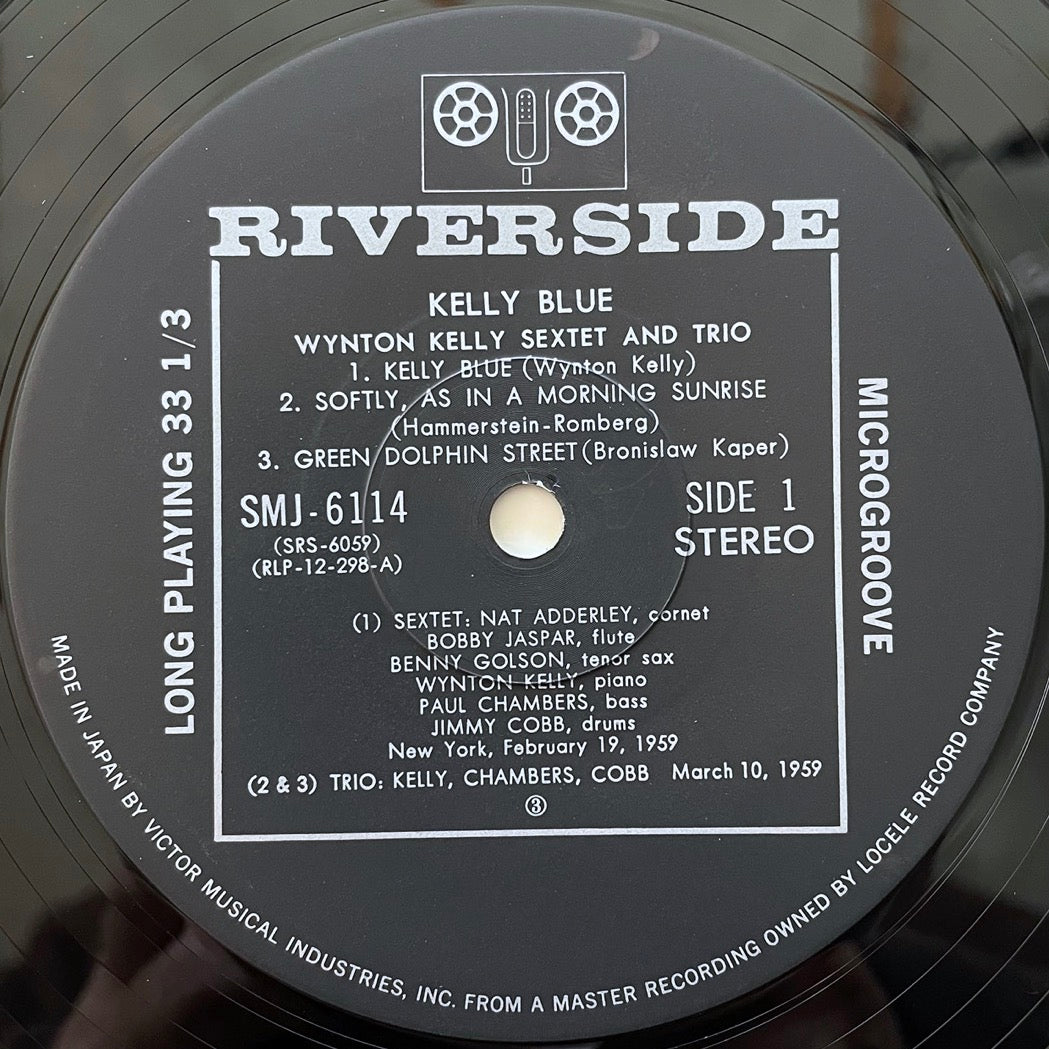 RIVERSIDE
KELLY BLUE
WYNTON KELLY SEXTET AND TRIO
1. KELLY BLUE (Wynton Kelly)
2. SOFTLY, AS IN A MORNING SUNRISE
(Hammerstein-Romberg)
3. GREEN DOLPHIN STREET (Bronislaw Kaper)
SMJ-6114
(SRS-6059)
(RLP-12-298-A)
SIDE 1
STEREO
(1) SEXTET: NAT ADDERLEY, cornet
BOBBY JASPAR, flute
BENNY GOLSON, tenor sax
WYNTON KELLY, piano
PAUL CHAMBERS, bass
JIMMY COBB, drums
New York, February 19, 1959
(2 & 3) TRIO: KELLY, CHAMBERS, COBB March 10, 1959
③
LONG PLAYING 33 1/3
MICROGROOVE
MADE IN JAPAN BY VICTOR MUSICAL INDUSTRIES, INC. FROM A MASTER RECORDING OWNED BY LOCELE RECORD COMPANY